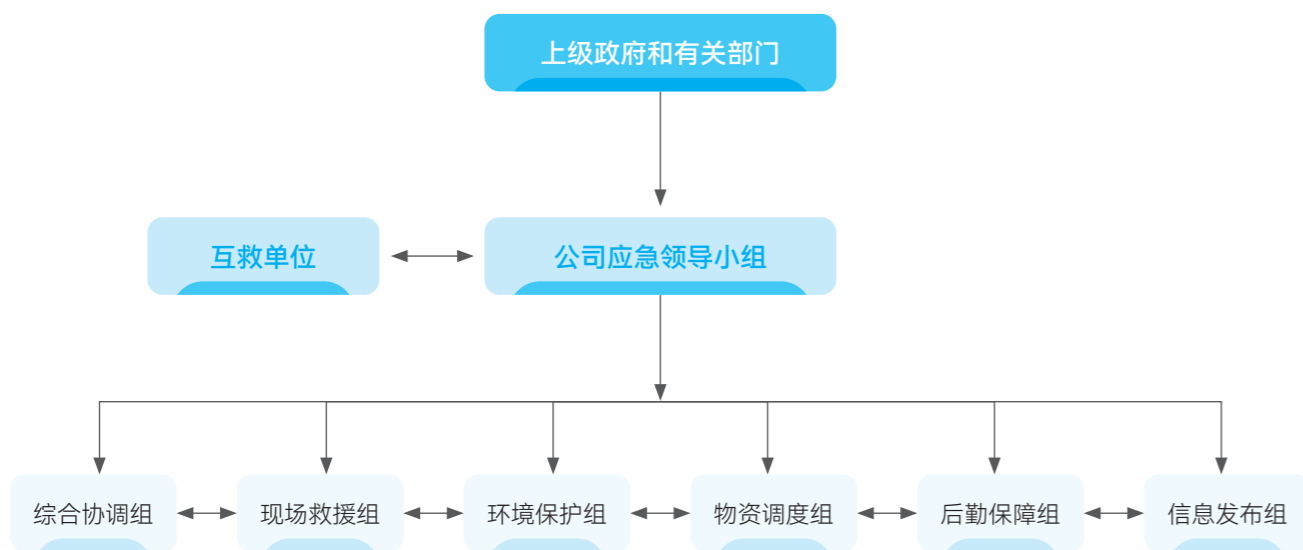 上级政府和有关部门
互救单位
公司应急领导小组
综合协调组
现场救援组
环境保护组
物资调度组
后勤保障组
信息发布组